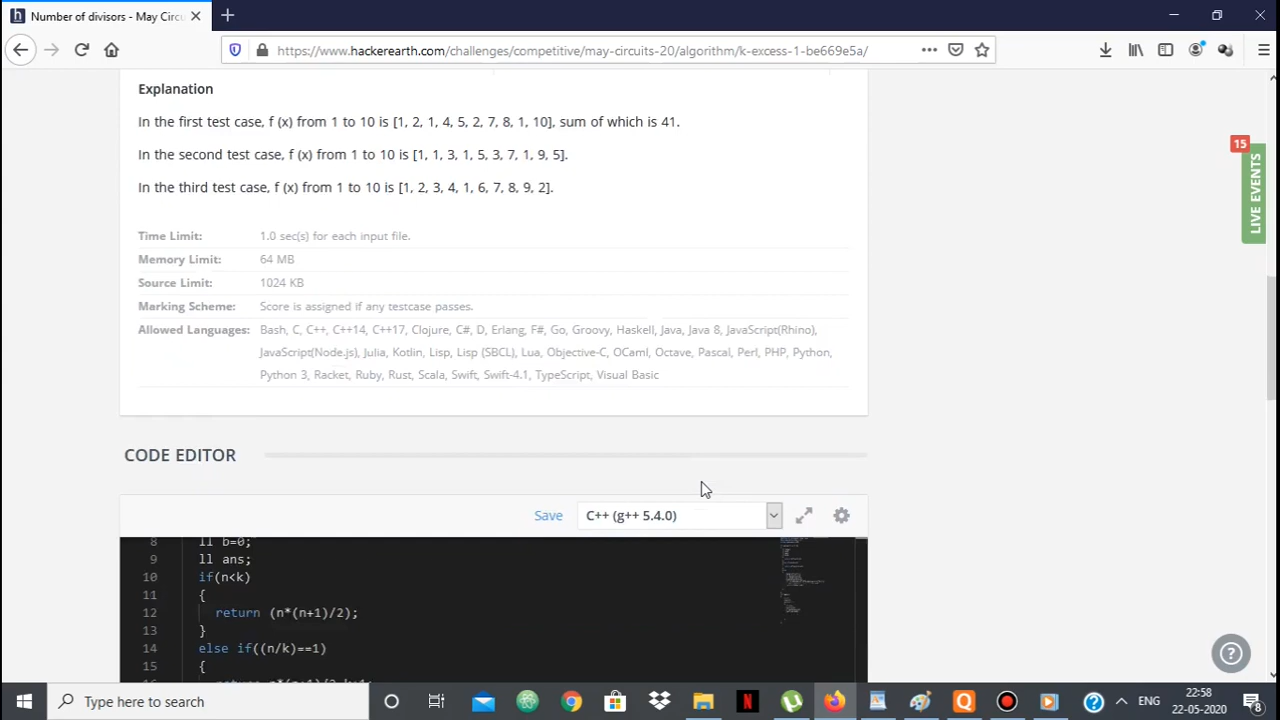 Number of divisors - May Circu
https://www.hackerearth.com/challenges/competitive/may-circuits-20/algorithm/k-excess-1-be669e5a/
Explanation
In the first test case, f (x) from 1 to 10 is [1, 2, 1, 4, 5, 2, 7, 8, 1, 10], sum of which is 41.
In the second test case, f (x) from 1 to 10 is [1, 1, 3, 1, 5, 3, 7, 1, 9, 5].
In the third test case, f (x) from 1 to 10 is [1, 2, 3, 4, 1, 6, 7, 8, 9, 2].
Time Limit: 1.0 sec(s) for each input file.
Memory Limit: 64 MB
Source Limit: 1024 KB
Marking Scheme: Score is assigned if any testcase passes.
Allowed Languages: Bash, C, C++, C++14, C++17, Clojure, C#, D, Erlang, F#, Go, Groovy, Haskell, Java, Java 8, JavaScript(Rhino),
JavaScript(Node.js), Julia, Kotlin, Lisp, Lisp (SBCL), Lua, Objective-C, OCaml, Octave, Pascal, Perl, PHP, Python,
Python 3, Racket, Ruby, Rust, Scala, Swift, Swift-4.1, TypeScript, Visual Basic
15
LIVE EVENTS
CODE EDITOR
Save C++ (g++ 5.4.0)
8 ll b=0;
9 ll ans;
10 if(n<k)
11 {
12 return (n*(n+1)/2);
13 }
14 else if((n/k)==1)
15 {
Type here to search
ENG
22:58
22-05-2020
8